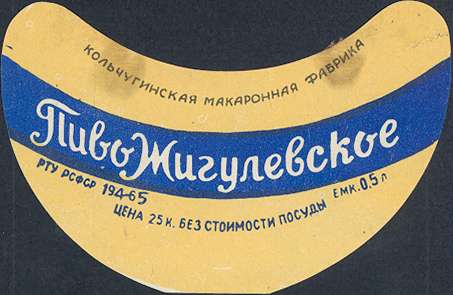 КОЛЬЧУГИНСКАЯ МАКАРОННАЯ ФАБРИКА
Пиво Жигулевское
РТУ РСФСР 194-65
ЦЕНА 25 К. БЕЗ СТОИМОСТИ ПОСУДЫ ЕМК. 0,5 л